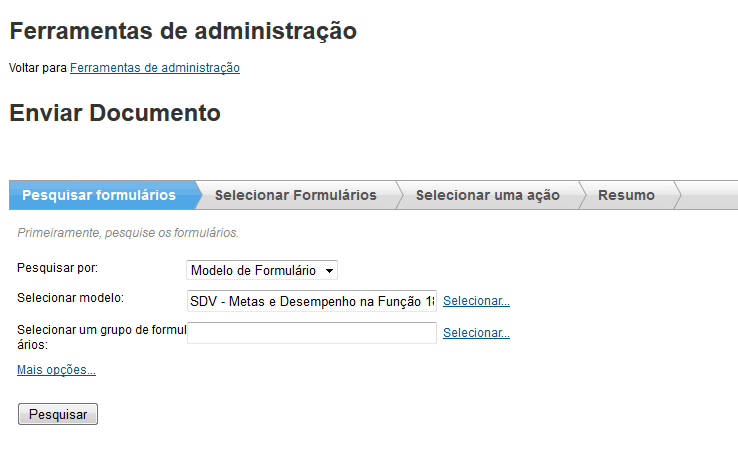 Ferramentas de administração
Voltar para Ferramentas de administração
Enviar Documento
Pesquisar formulários Selecionar Formulários Selecionar uma ação Resumo
Primeiramente, pesquise os formulários.
Pesquisar por: Modelo de Formulário
Selecionar modelo: SDV - Metas e Desempenho na Função Selecionar...
Selecionar um grupo de formul
ários: Selecionar...
Mais opções...
Pesquisar